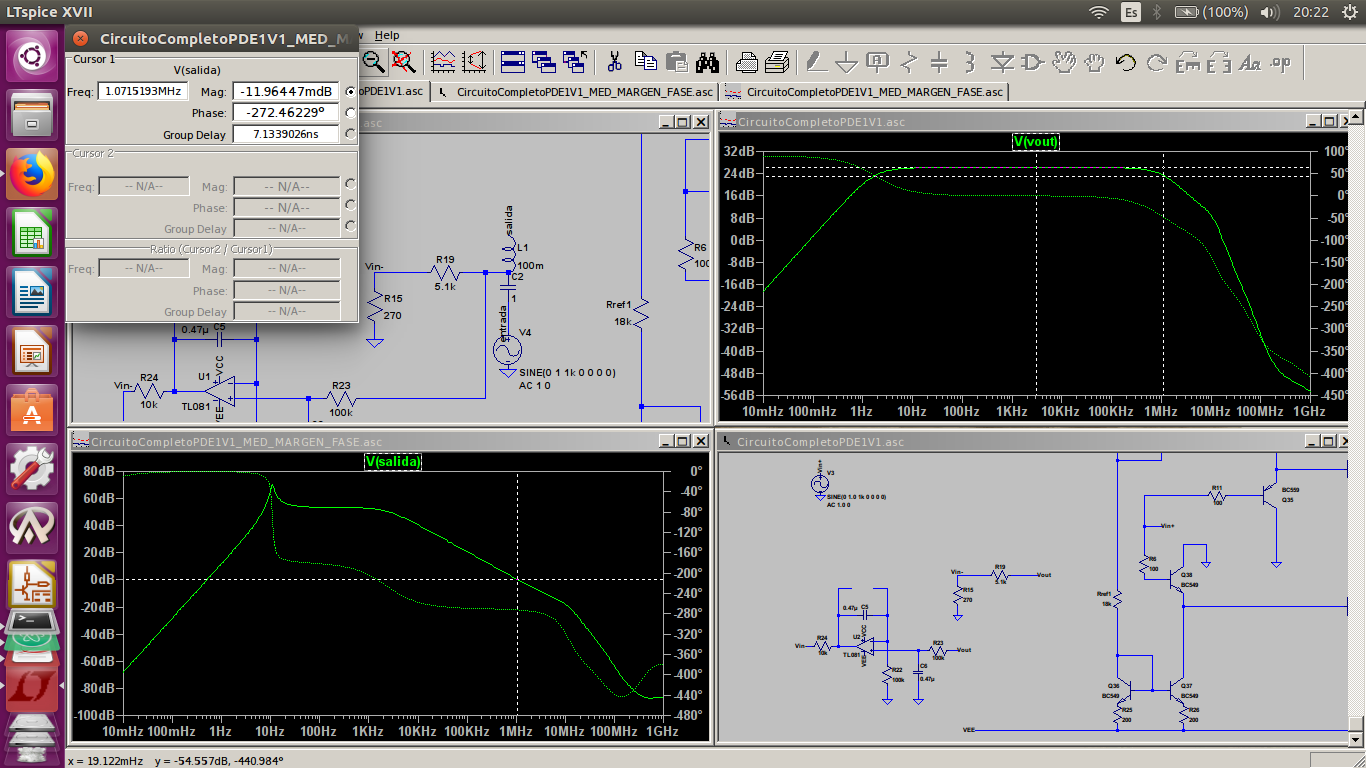 LTspice XVII
Es
(100%)
20:22
CircuitoCompletoPDE1V1_MED_M
Help
Cursor 1
V(salida)
Freq: 1.0715193MHz Mag: -11.96447mdB
Phase: -272.46229°
Group Delay 7.1339026ns
Cursor 2
Freq: -- N/A-- Mag: -- N/A--
Phase: -- N/A--
Group Delay -- N/A--
Ratio (Cursor2 / Cursor1)
Freq: -- N/A-- Mag: -- N/A--
Phase: -- N/A--
Group Delay -- N/A--
PDE1V1.asc
CircuitoCompletoPDE1V1_MED_MARGEN_FASE.asc
CircuitoCompletoPDE1V1_MED_MARGEN_FASE.asc
.asc
salida
L1
100m
C2
1
Vin-
R19
5.1k
R15
270
entrada
V4
SINE(0 1 1k 0 0 0 0)
AC 1 0
Rref1
18k
R6
100
0.47µ C5
R24
10k
Vin-
U1
TL081
VCC
VEE
R23
100k
CircuitoCompletoPDE1V1.asc
V(vout)
32dB
24dB
16dB
8dB
0dB
-8dB
-16dB
-24dB
-32dB
-40dB
-48dB
-56dB
100°
50°
0°
-50°
-100°
-150°
-200°
-250°
-300°
-350°
-400°
-450°
10mHz 100mHz 1Hz 10Hz 100Hz 1KHz 10KHz 100KHz 1MHz 10MHz 100MHz 1GHz
CircuitoCompletoPDE1V1_MED_MARGEN_FASE.asc
V(salida)
80dB
60dB
40dB
20dB
0dB
-20dB
-40dB
-60dB
-80dB
-100dB
0°
-40°
-80°
-120°
-160°
-200°
-240°
-280°
-320°
-360°
-400°
-440°
-480°
10mHz 100mHz 1Hz 10Hz 100Hz 1KHz 10KHz 100KHz 1MHz 10MHz 100MHz 1GHz
CircuitoCompletoPDE1V1.asc
Vin+
V3
SINE(0 1.0 1k 0 0 0 0)
AC 1.0 0
R11
100
BC559
Q35
Vin+
R6
100
Q38
BC549
Vin-
R19
5.1k
Vout
R15
270
Rref1
18k
0.47µ C5
Vin-
R24
10k
U2
TL081
VCC
VEE
R23
100k
Vout
R22
100k
C6
0.47µ
Q36
BC549
Q37
BC549
R25
200
R26
200
VEE
x = 19.122mHz y = -54.557dB, -440.984°